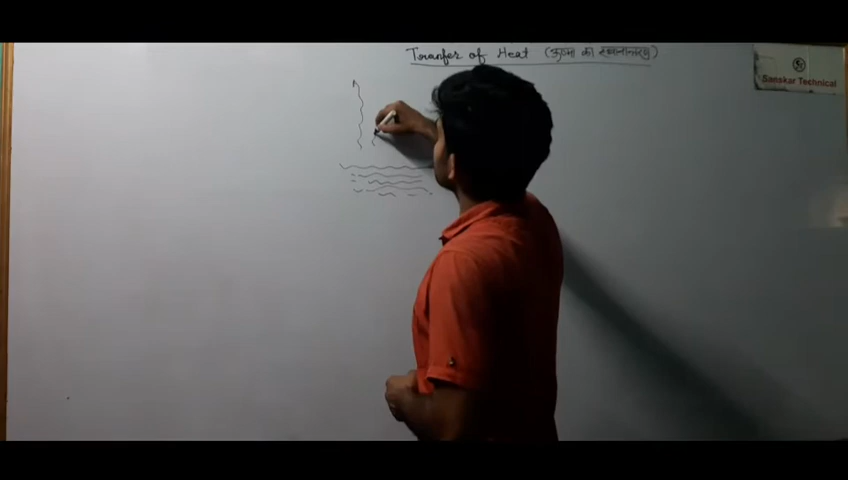 Transfer of Heat (ऊष्मा का स्थानान्तरण)
Sanskar Technical